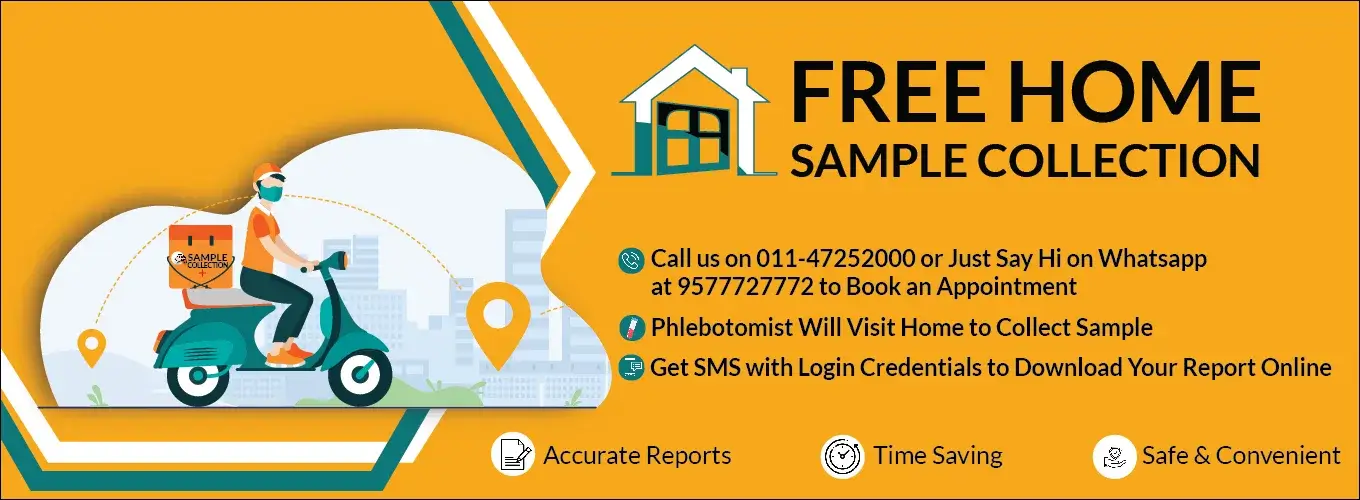 FREE HOME
SAMPLE COLLECTION
SAMPLE
COLLECTION
Call us on 011-47252000 or Just Say Hi on Whatsapp
at 9577727772 to Book an Appointment
Phlebotomist Will Visit Home to Collect Sample
Get SMS with Login Credentials to Download Your Report Online
Accurate Reports
Time Saving
Safe & Convenient